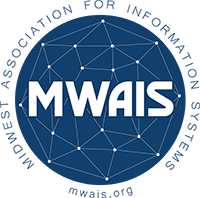 MIDWEST ASSOCIATION FOR INFORMATION SYSTEMS
MWAIS
mwais.org